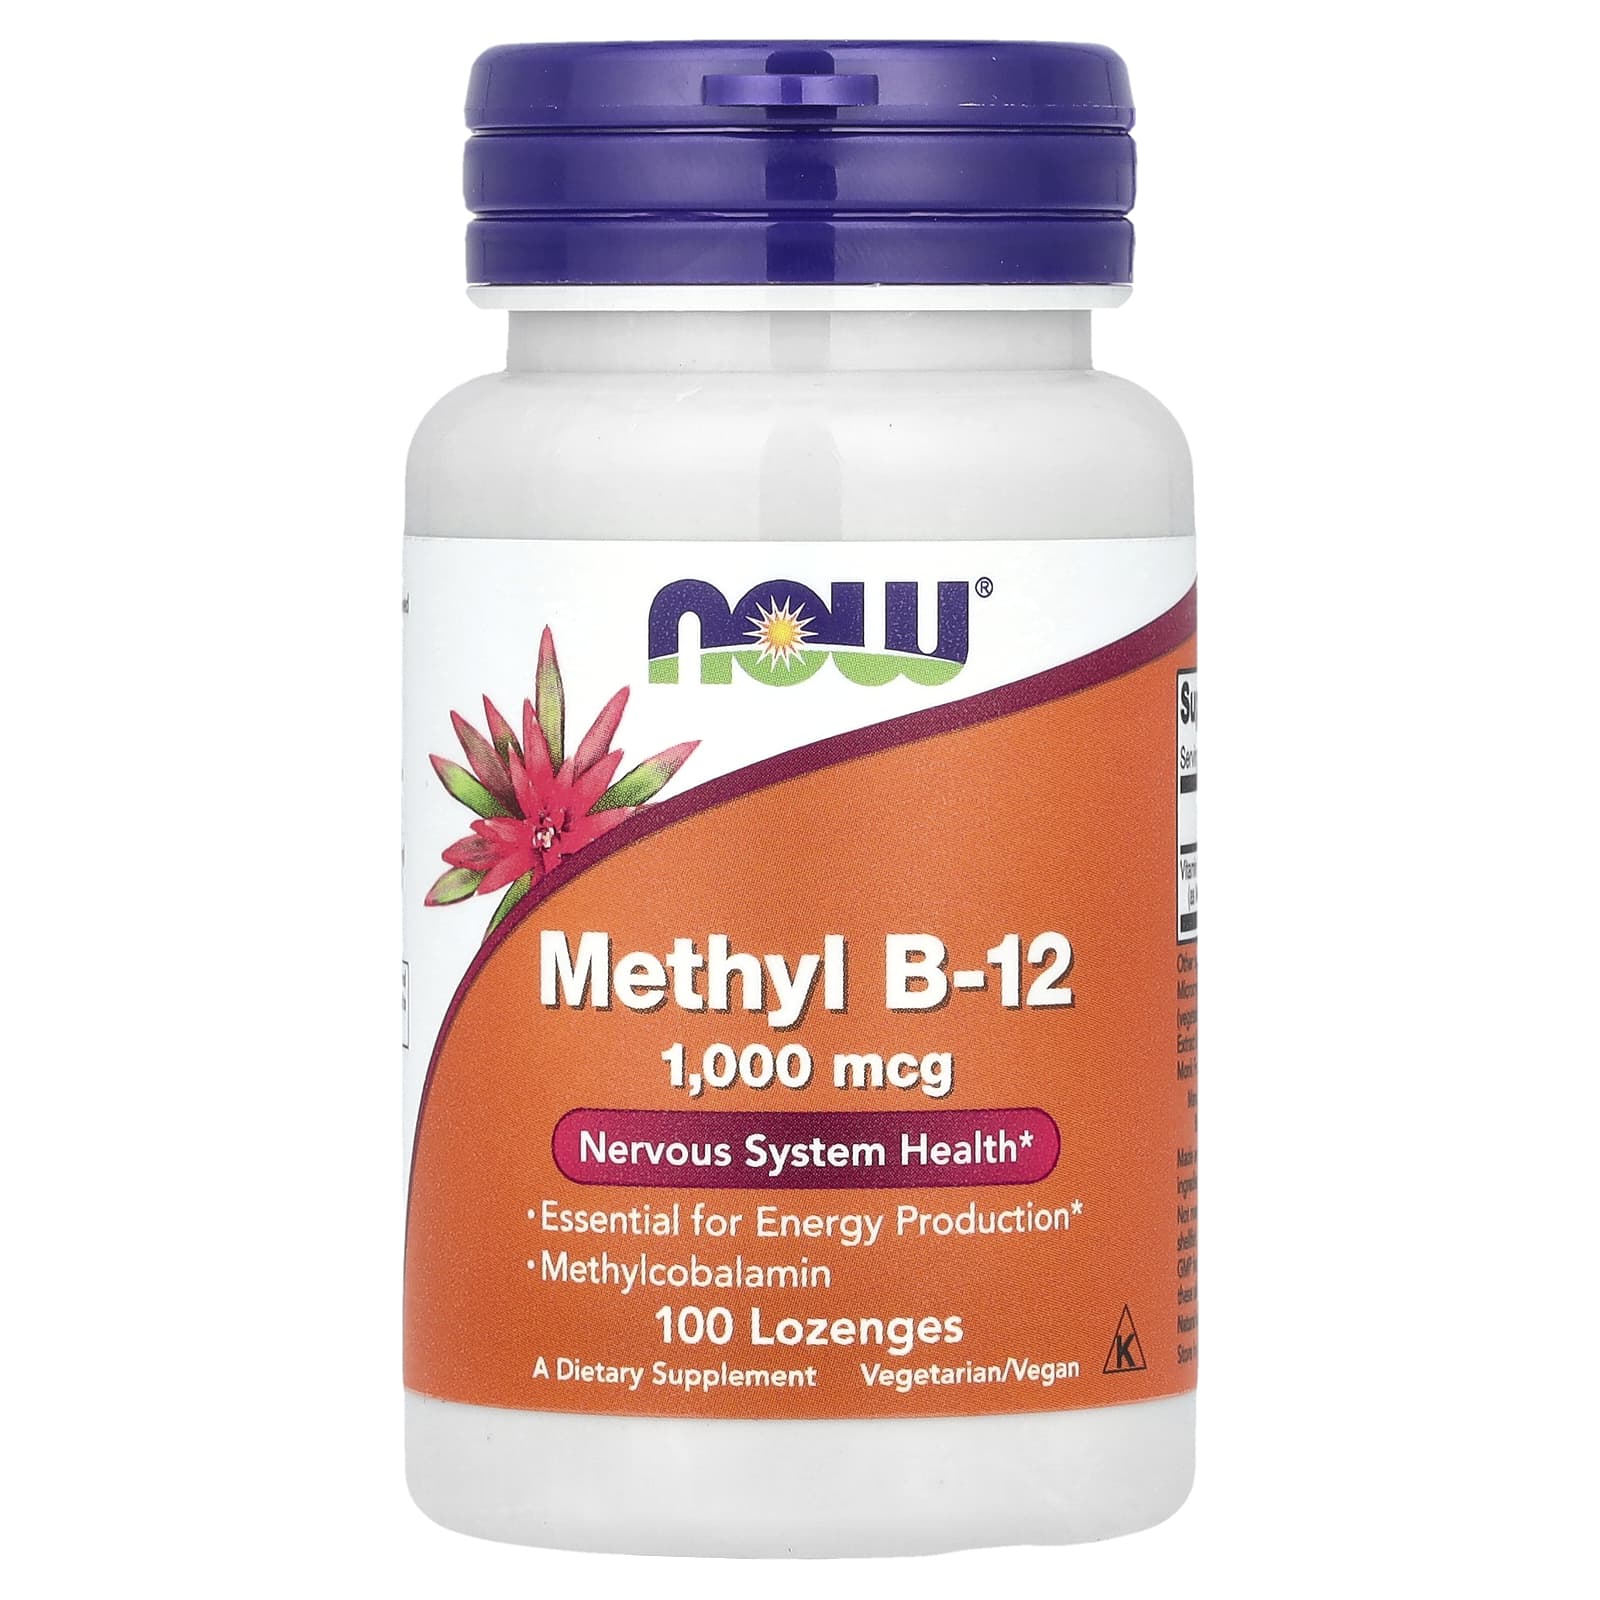 NOW®
Methyl B-12
1,000 mcg
Nervous System Health*
•Essential for Energy Production*
•Methylcobalamin
100 Lozenges
A Dietary Supplement Vegetarian/Vegan
K